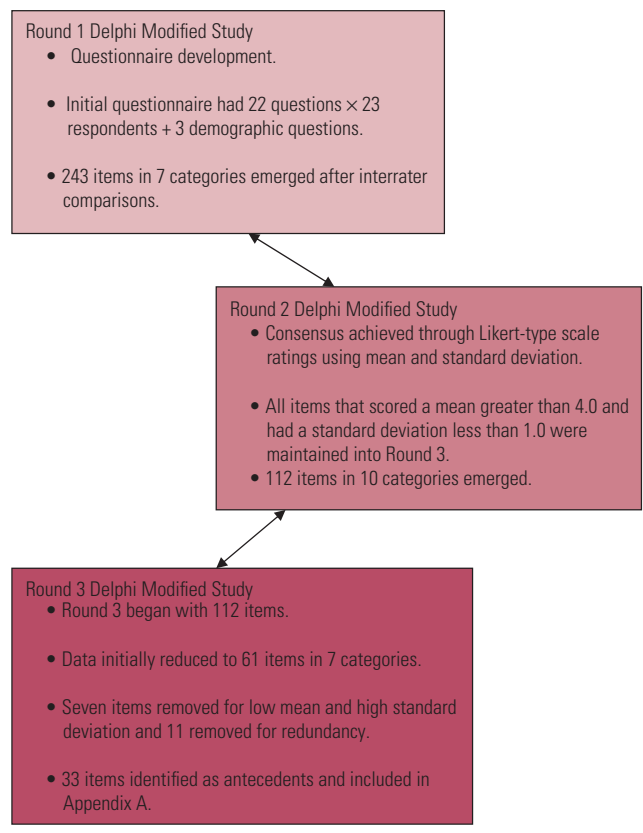 Round 1 Delphi Modified Study
• Questionnaire development.
• Initial questionnaire had 22 questions × 23
respondents + 3 demographic questions.
• 243 items in 7 categories emerged after interrater
comparisons.
Round 2 Delphi Modified Study
• Consensus achieved through Likert-type scale
ratings using mean and standard deviation.
• All items that scored a mean greater than 4.0 and
had a standard deviation less than 1.0 were
maintained into Round 3.
• 112 items in 10 categories emerged.
Round 3 Delphi Modified Study
• Round 3 began with 112 items.
• Data initially reduced to 61 items in 7 categories.
• Seven items removed for low mean and high standard
deviation and 11 removed for redundancy.
• 33 items identified as antecedents and included in
Appendix A.